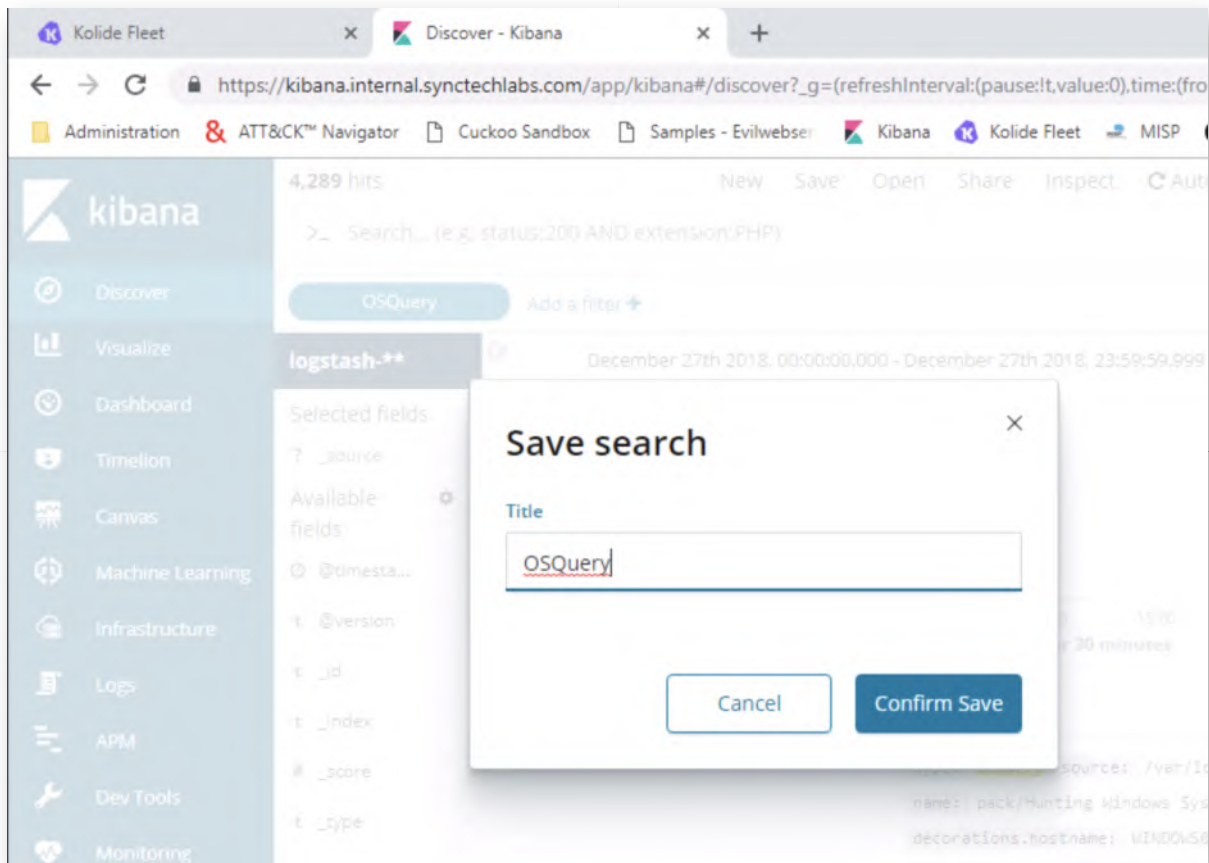 Kolide Fleet
Discover - Kibana
https://kibana.internal.synctechlabs.com/app/kibana#/discover?_g=(refreshInterval:(pause:!t,value:0),time:(fro
Administration ATT&CK™ Navigator Cuckoo Sandbox Samples - Evilwebser Kibana Kolide Fleet MISP
kibana
4,289 hits
New Save Open Share Inspect Auto
>_ Search... (e.g. status:200 AND extension:PHP)
OSQuery Add a filter +
Discover
Visualize
Dashboard
Timelion
Canvas
Machine Learning
Infrastructure
Logs
APM
Dev Tools
Monitoring
logstash-**
December 27th 2018, 00:00:00.000 - December 27th 2018, 23:59:59.999
Selected fields
? _source
Available
fields
@timesta...
t @version
t _id
t _index
# _score
t _type
Save search
Title
OSQuery
Cancel
Confirm Save
30 minutes
source: /var/lo
name: pack/Hunting Windows Sys
decorations.hostname: WINDOWS